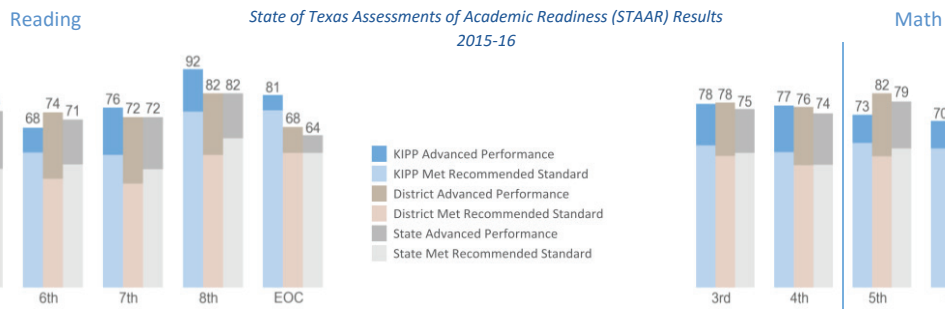 Reading
State of Texas Assessments of Academic Readiness (STAAR) Results
2015-16
Math
68 74 71
76 72 72
92 82 82
81 68 64
KIPP Advanced Performance
KIPP Met Recommended Standard
District Advanced Performance
District Met Recommended Standard
State Advanced Performance
State Met Recommended Standard
78 78 75
77 76 74
73 82 79
70
6th 7th 8th EOC
3rd 4th 5th